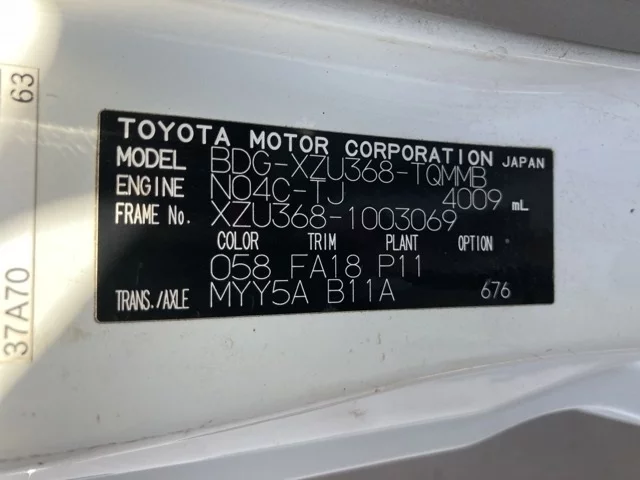 TOYOTA MOTOR CORPORATION JAPAN
MODEL BDG-XZU368-TQMMB
ENGINE N04C-TJ 4009 mL
FRAME No. XZU368-1003069
COLOR TRIM PLANT OPTION
058 FA18 P11
TRANS./AXLE MYY5A B11A 676
37A70
63